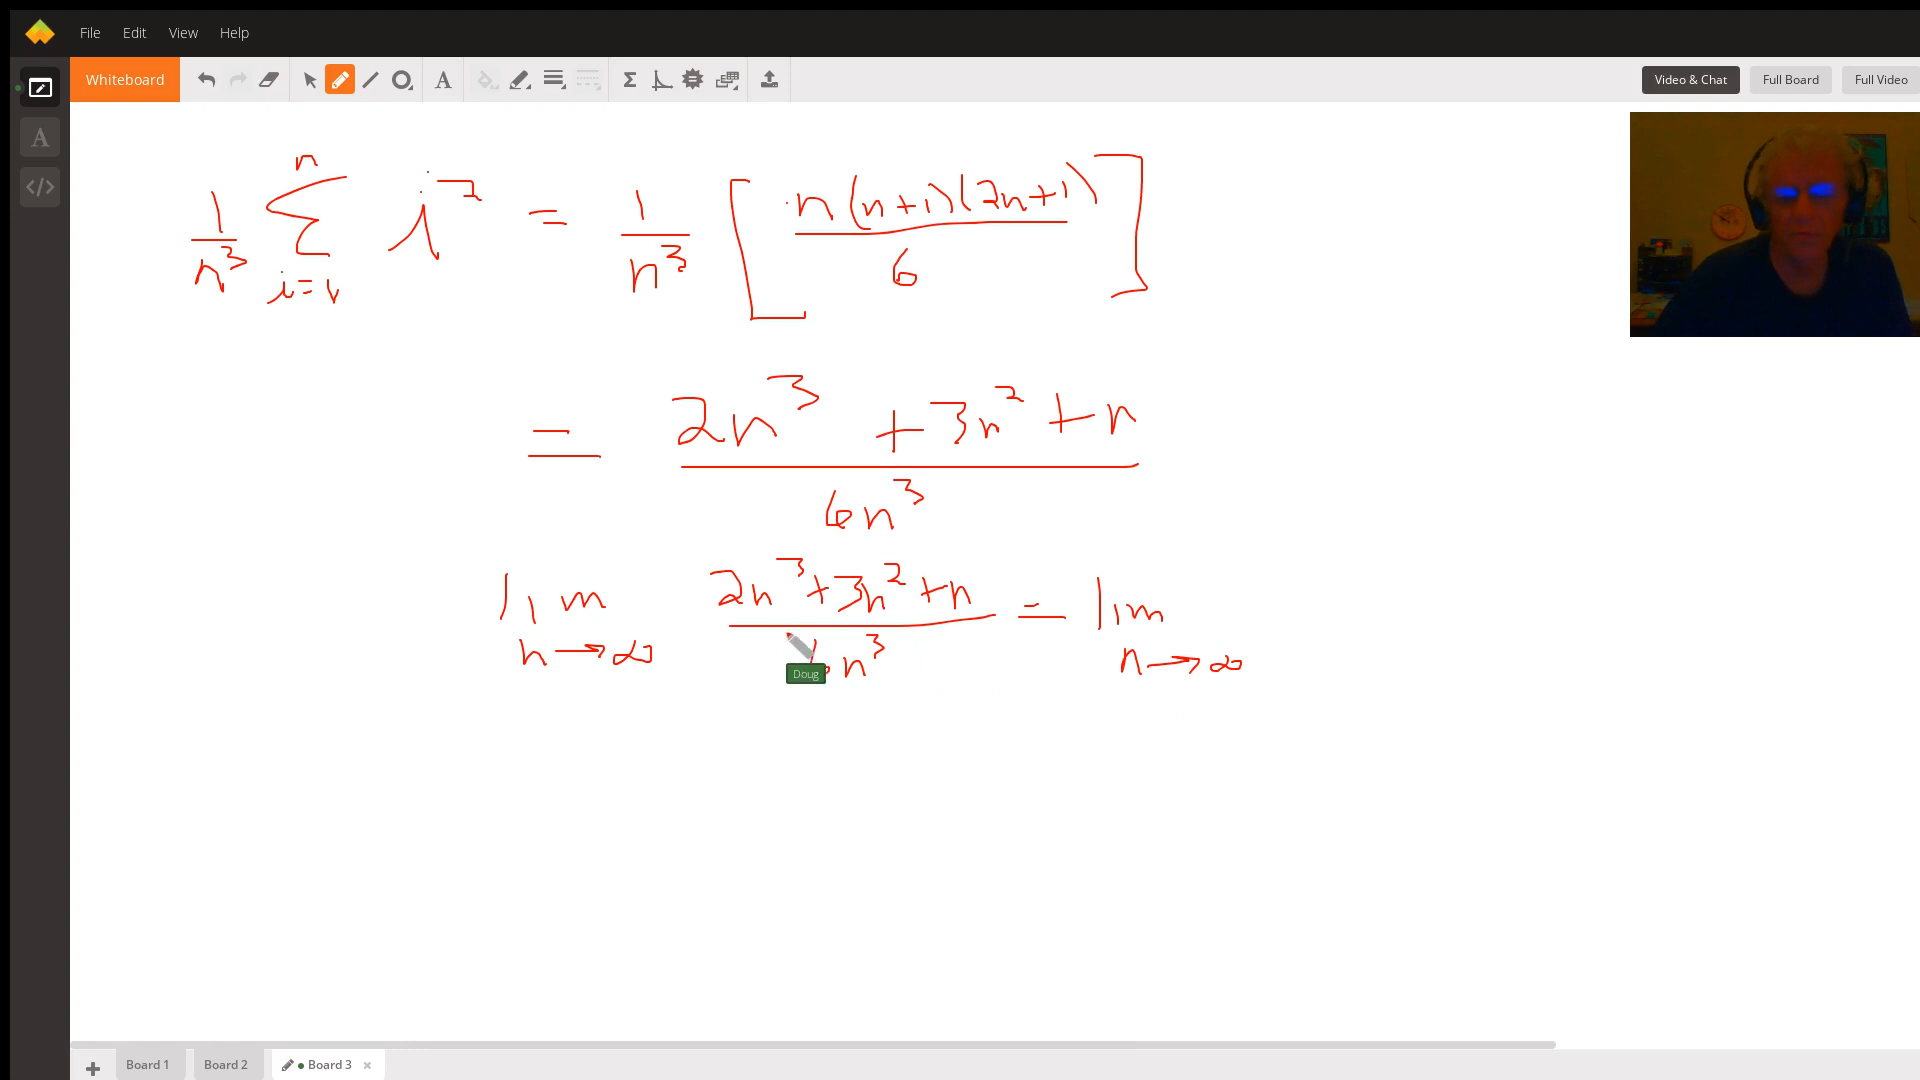 File Edit View Help
Whiteboard A Σ Video & Chat Full Board Full Video
A
</>
1/n³ Σ_{i=1}^{n} i² = 1/n³ [ n(n+1)(2n+1) / 6 ]
= (2n³ + 3n² + n) / 6n³
lim_{n→∞} (2n³ + 3n² + n) / 6n³ = lim_{n→∞}
Doug
+ Board 1 Board 2 Board 3 ×